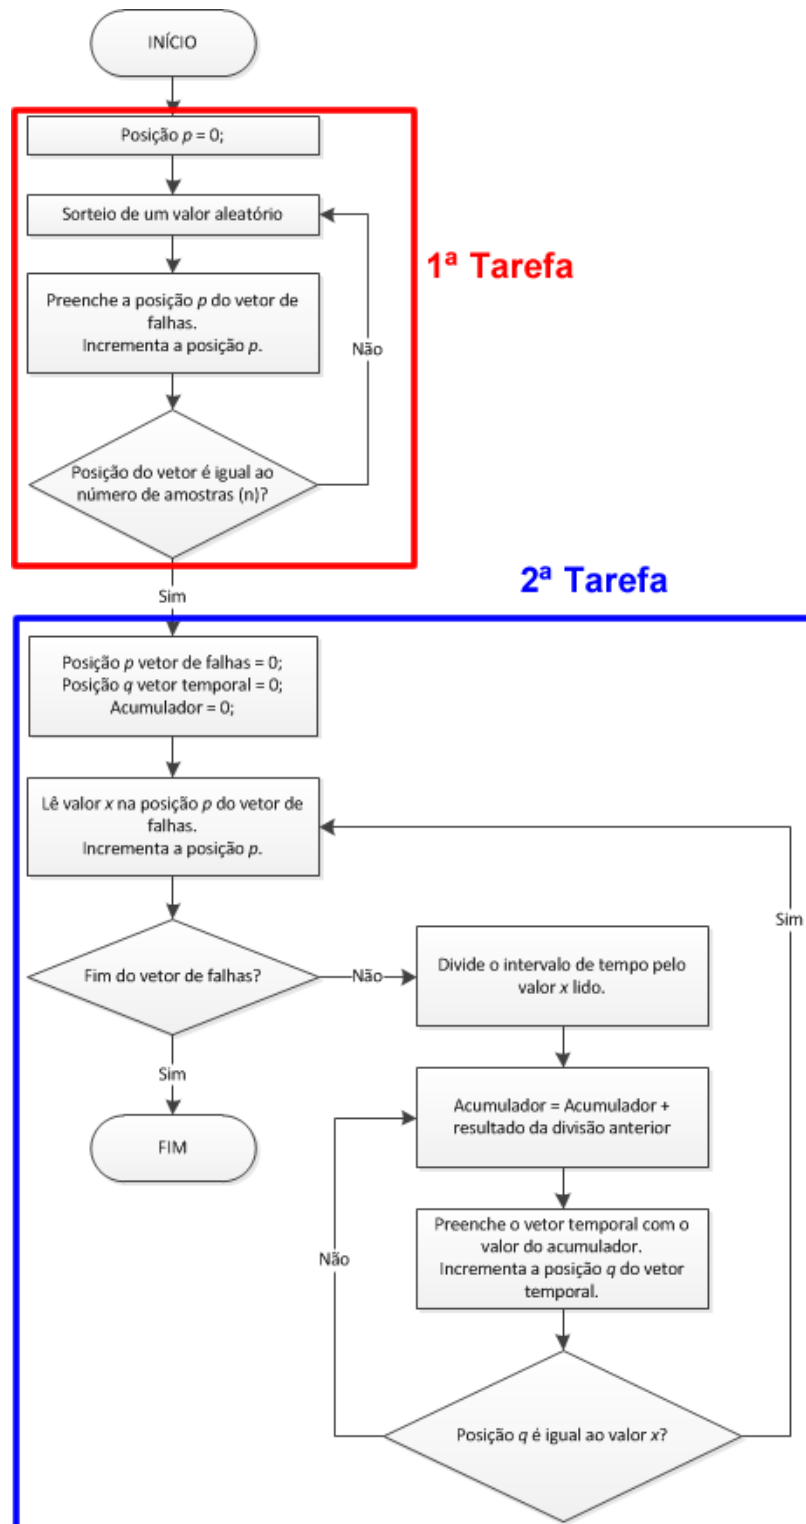 INÍCIO
Posição p = 0;
Sorteio de um valor aleatório
1ª Tarefa
Preenche a posição p do vetor de
falhas.
Incrementa a posição p.
Não
Posição do vetor é igual ao
número de amostras (n)?
2ª Tarefa
Sim
Posição p vetor de falhas = 0;
Posição q vetor temporal = 0;
Acumulador = 0;
Lê valor x na posição p do vetor de
falhas.
Incrementa a posição p.
Sim
Fim do vetor de falhas?
Não
Divide o intervalo de tempo pelo
valor x lido.
Sim
FIM
Acumulador = Acumulador +
resultado da divisão anterior
Preenche o vetor temporal com o
valor do acumulador.
Incrementa a posição q do vetor
temporal.
Não
Posição q é igual ao valor x?